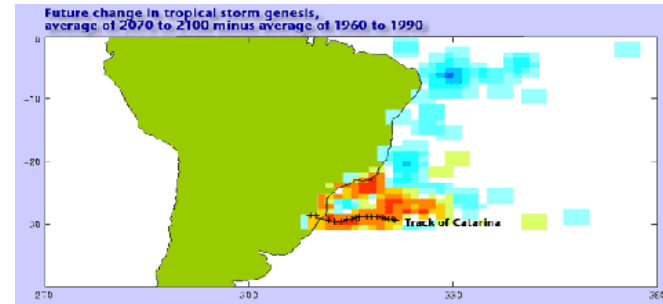 Future change in tropical storm genesis,
average of 2070 to 2100 minus average of 1960 to 1990
0
-10
-20
-30
Track of Catarina
270
300
330
360